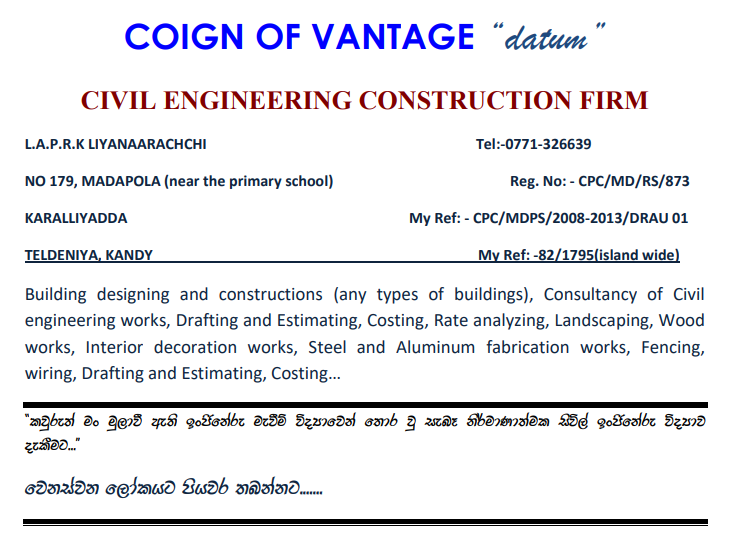 COIGN OF VANTAGE “datum”
CIVIL ENGINEERING CONSTRUCTION FIRM
L.A.P.R.K LIYANAARACHCHI Tel:-0771-326639
NO 179, MADAPOLA (near the primary school) Reg. No: - CPC/MD/RS/873
KARALLIYADDA My Ref: - CPC/MDPS/2008-2013/DRAU 01
TELDENIYA, KANDY My Ref: -82/1795(island wide)
Building designing and constructions (any types of buildings), Consultancy of Civil
engineering works, Drafting and Estimating, Costing, Rate analyzing, Landscaping, Wood
works, Interior decoration works, Steel and Aluminum fabrication works, Fencing,
wiring, Drafting and Estimating, Costing...
“කවුරුත් මං මුලාවී ඇති ඉංජිනේරු මැවීම් විද්‍යාවෙන් තොර වූ සැබෑ නිර්මාණාත්මක සිවිල් ඉංජිනේරු විද්‍යාව
දැකීමට...”
වෙනස්වන ලෝකයට පියවර තබන්නට.......